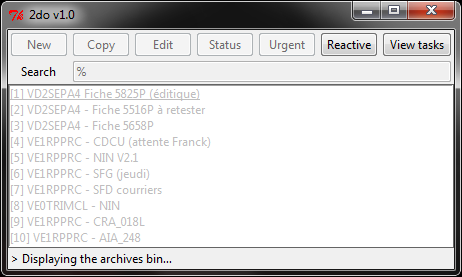 2do v1.0
New Copy Edit Status Urgent Reactive View tasks
Search %
[1] VD2SEPA4 Fiche 5825P (éditique)
[2] VD2SEPA4 - Fiche 5516P à retester
[3] VD2SEPA4 - Fiche 5658P
[4] VE1RPPRC - CDCU (attente Franck)
[5] VE1RPPRC - NIN V2.1
[6] VE1RPPRC - SFG (jeudi)
[7] VE1RPPRC - SFD courriers
[8] VE0TRIMCL - NIN
[9] VE1RPPRC - CRA_018L
[10] VE1RPPRC - AIA_248
> Displaying the archives bin...